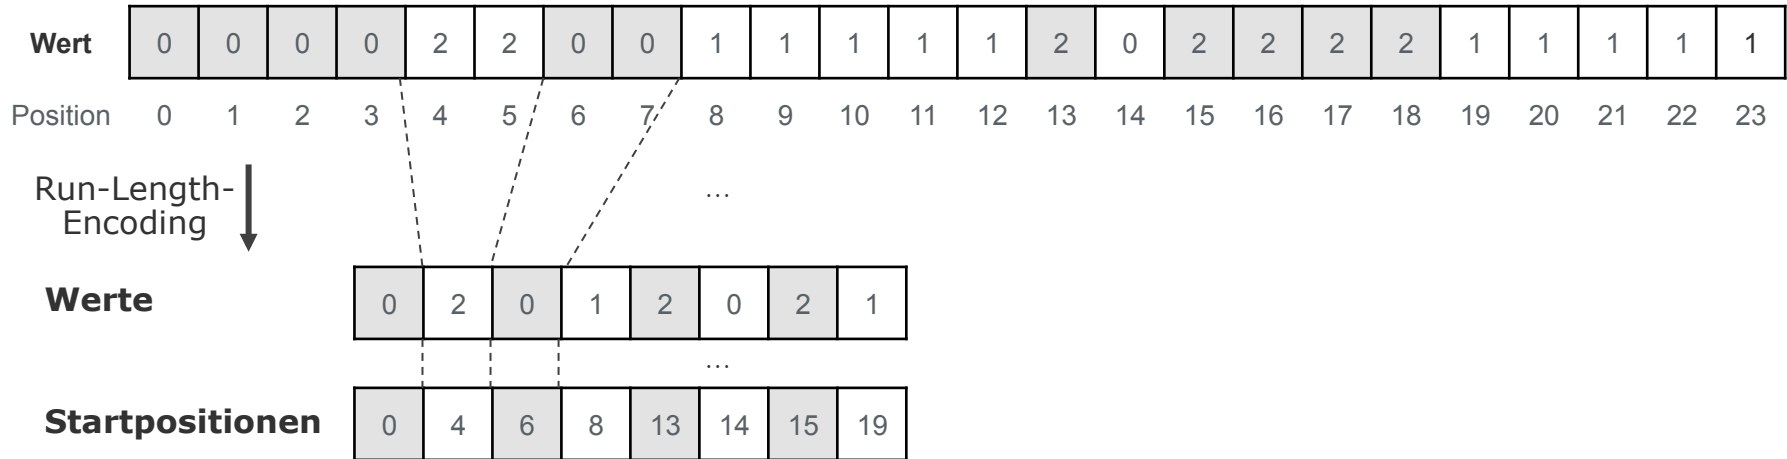 Wert 0 0 0 0 2 2 0 0 1 1 1 1 1 2 0 2 2 2 2 1 1 1 1 1
Position 0 1 2 3 4 5 6 7 8 9 10 11 12 13 14 15 16 17 18 19 20 21 22 23
Run-Length-
Encoding
...
Werte 0 2 0 1 2 0 2 1
...
Startpositionen 0 4 6 8 13 14 15 19